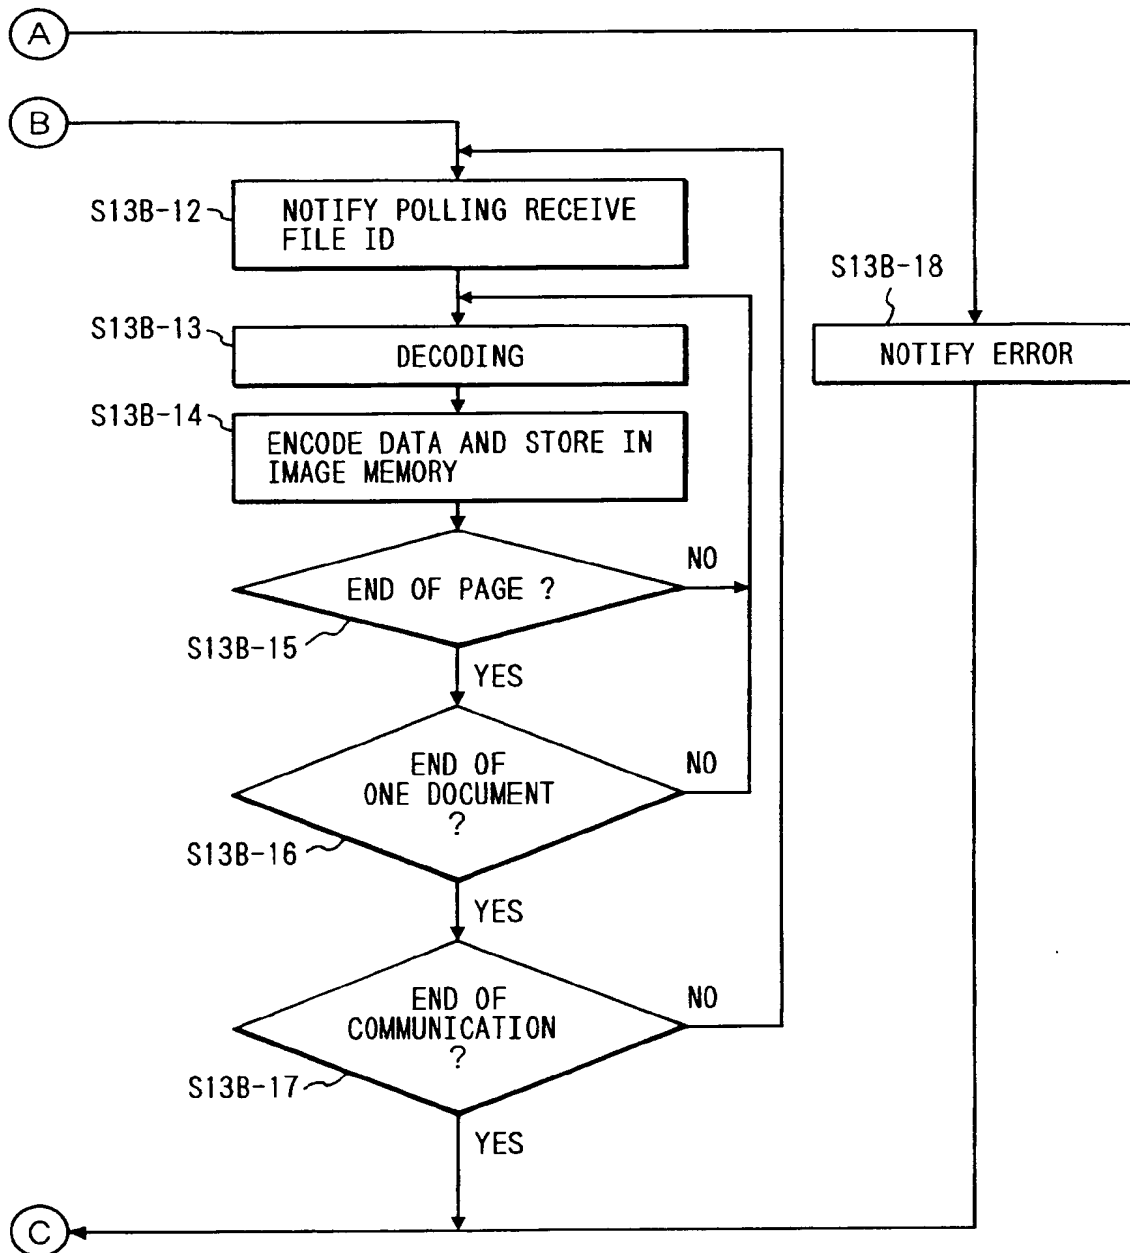 A
B
S13B-12
NOTIFY POLLING RECEIVE
FILE ID
S13B-18
NOTIFY ERROR
S13B-13
DECODING
S13B-14
ENCODE DATA AND STORE IN
IMAGE MEMORY
END OF PAGE ?
NO
S13B-15
YES
END OF
ONE DOCUMENT
?
NO
S13B-16
YES
END OF
COMMUNICATION
?
NO
S13B-17
YES
C